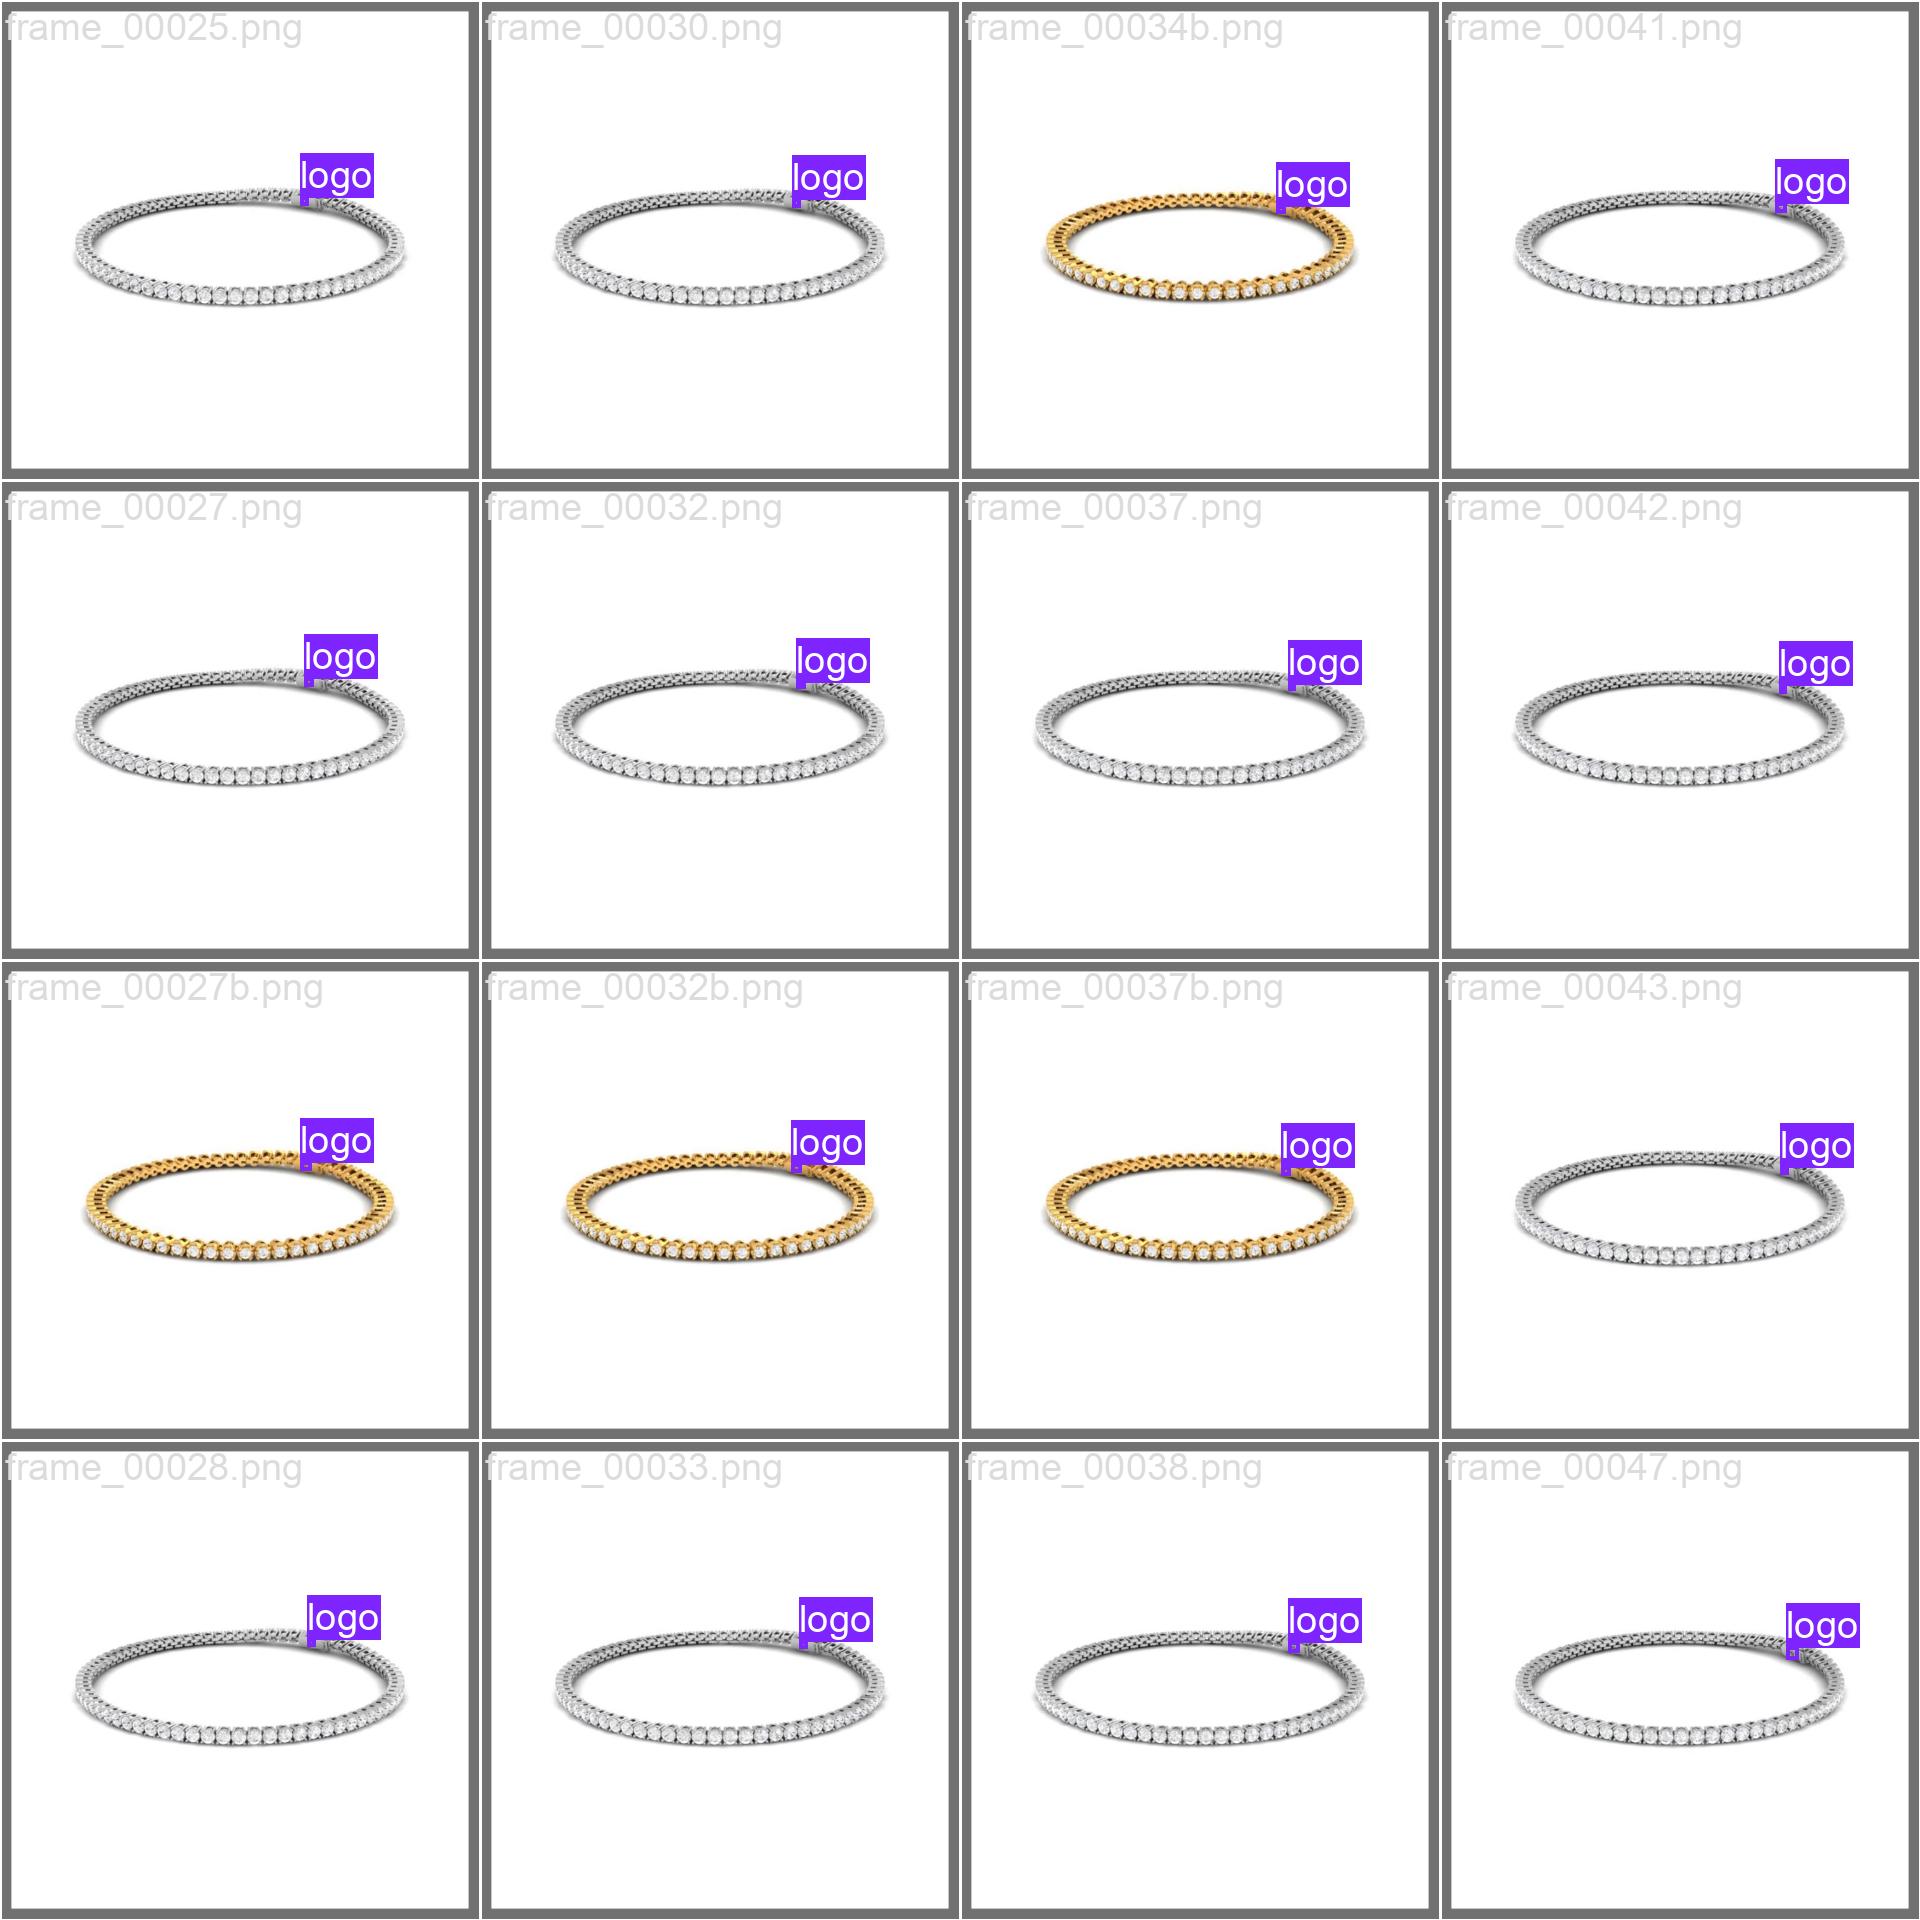 frame_00025.png
frame_00030.png
frame_00034b.png
frame_00041.png
logo
logo
logo
logo
frame_00027.png
frame_00032.png
frame_00037.png
frame_00042.png
logo
logo
logo
logo
frame_00027b.png
frame_00032b.png
frame_00037b.png
frame_00043.png
logo
logo
logo
logo
frame_00028.png
frame_00033.png
frame_00038.png
frame_00047.png
logo
logo
logo
logo